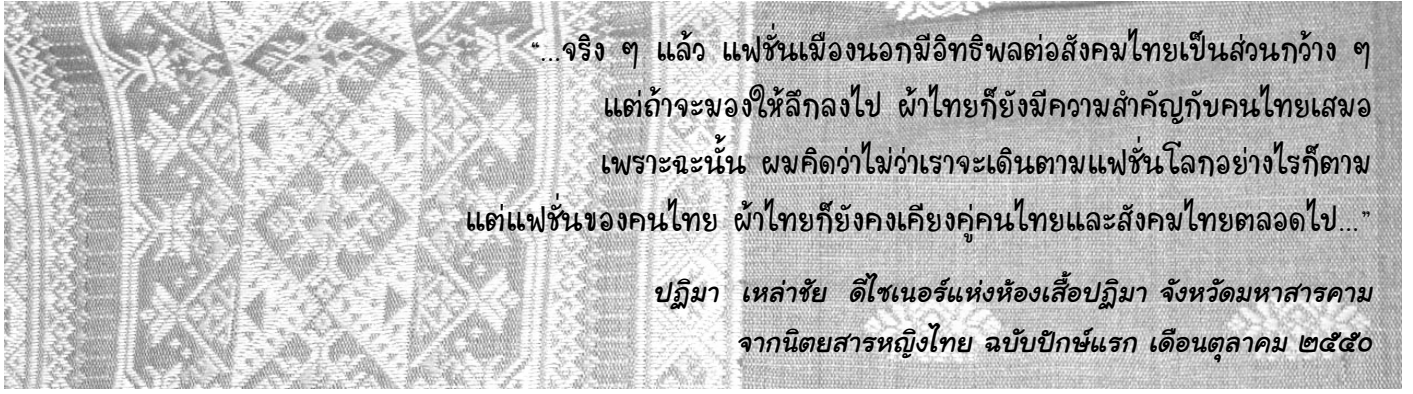 “...จริง ๆ แล้ว แฟชั่นเมืองนอกมีอิทธิพลต่อสังคมไทยเป็นส่วนกว้าง ๆ
แต่ถ้าจะมองให้ลึกลงไป ผ้าไทยก็ยังมีความสำคัญกับคนไทยเสมอ
เพราะฉะนั้น ผมคิดว่าไม่ว่าเราจะเดินตามแฟชั่นโลกอย่างไรก็ตาม
แต่แฟชั่นของคนไทย ผ้าไทยก็ยังคงเคียงคู่คนไทยและสังคมไทยตลอดไป...”
ปฏิมา เหล่าชัย ดีไซเนอร์แห่งห้องเสื้อปฏิมา จังหวัดมหาสารคาม
จากนิตยสารหญิงไทย ฉบับปักษ์แรก เดือนตุลาคม ๒๕๕๐